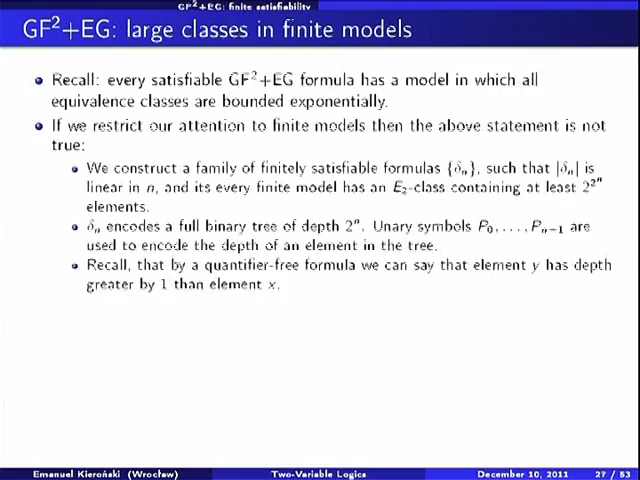 GF²+EG: finite satisfiability
GF²+EG: large classes in finite models
Recall: every satisfiable GF²+EG formula has a model in which all
equivalence classes are bounded exponentially.
If we restrict our attention to finite models then the above statement is not
true:
We construct a family of finitely satisfiable formulas {δₙ}, such that |δₙ| is
linear in n, and its every finite model has an E₂-class containing at least 2^2^n
elements.
δₙ encodes a full binary tree of depth 2ⁿ. Unary symbols P₀, . . . , Pₙ₋₁ are
used to encode the depth of an element in the tree.
Recall, that by a quantifier-free formula we can say that element y has depth
greater by 1 than element x.
Emanuel Kieroński (Wrocław) Two-Variable Logics December 10, 2011 27 / 53